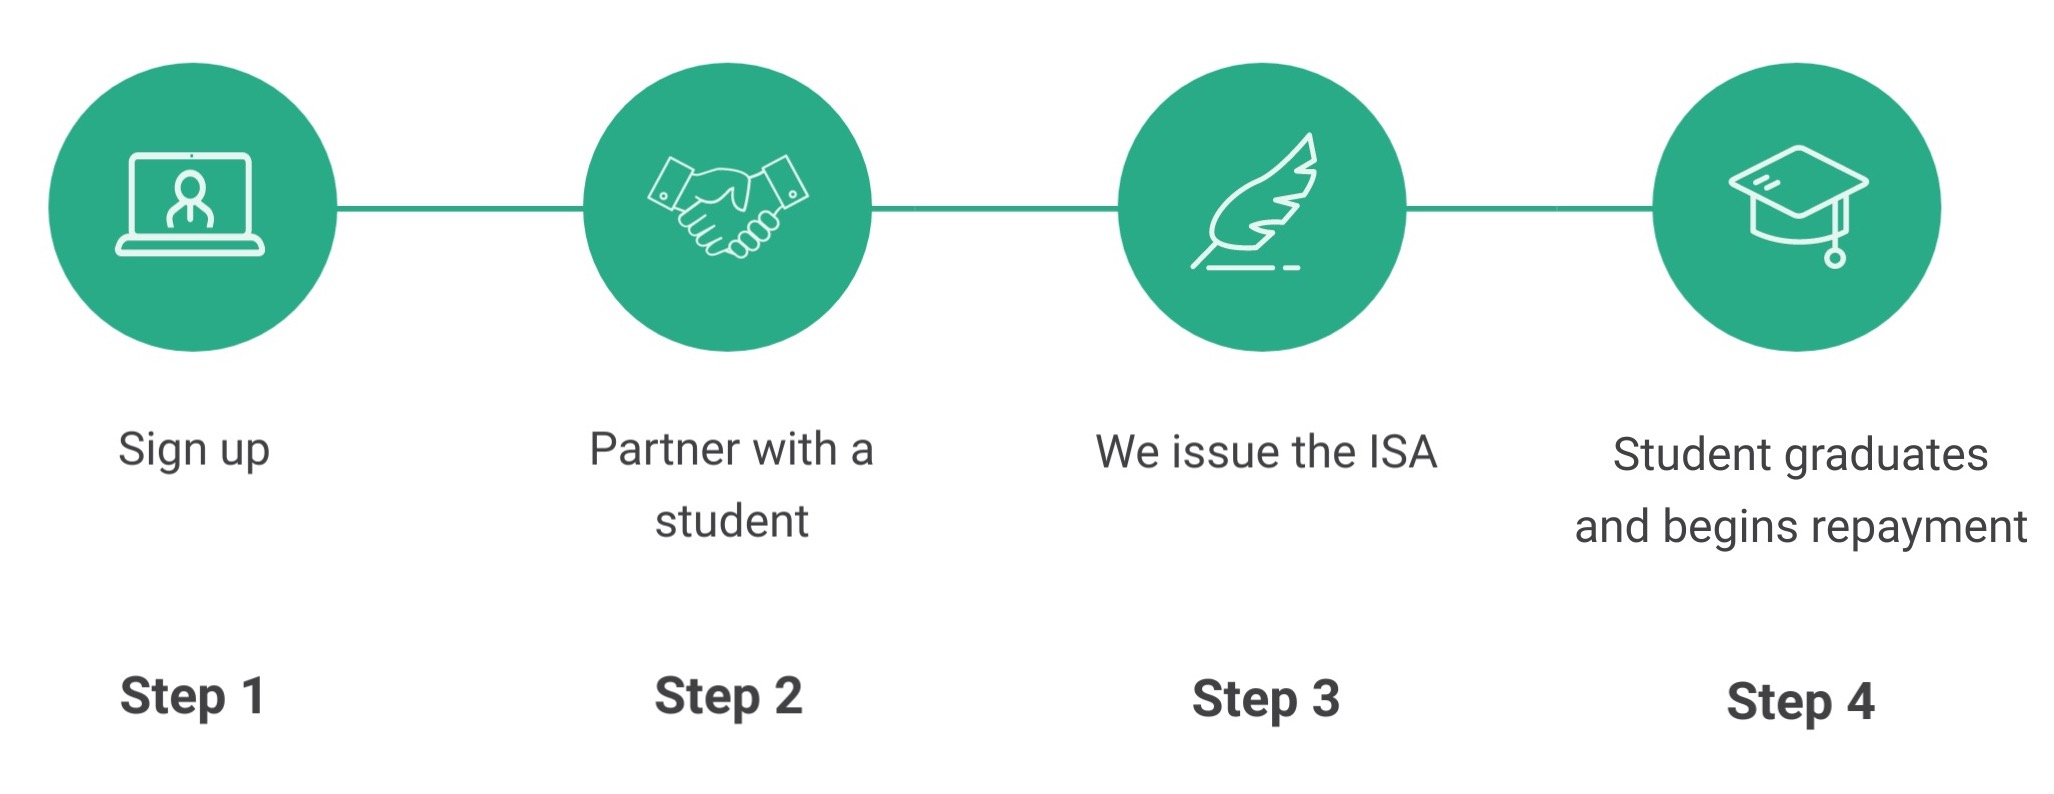 Sign up
Partner with a
student
We issue the ISA
Student graduates
and begins repayment
Step 1
Step 2
Step 3
Step 4